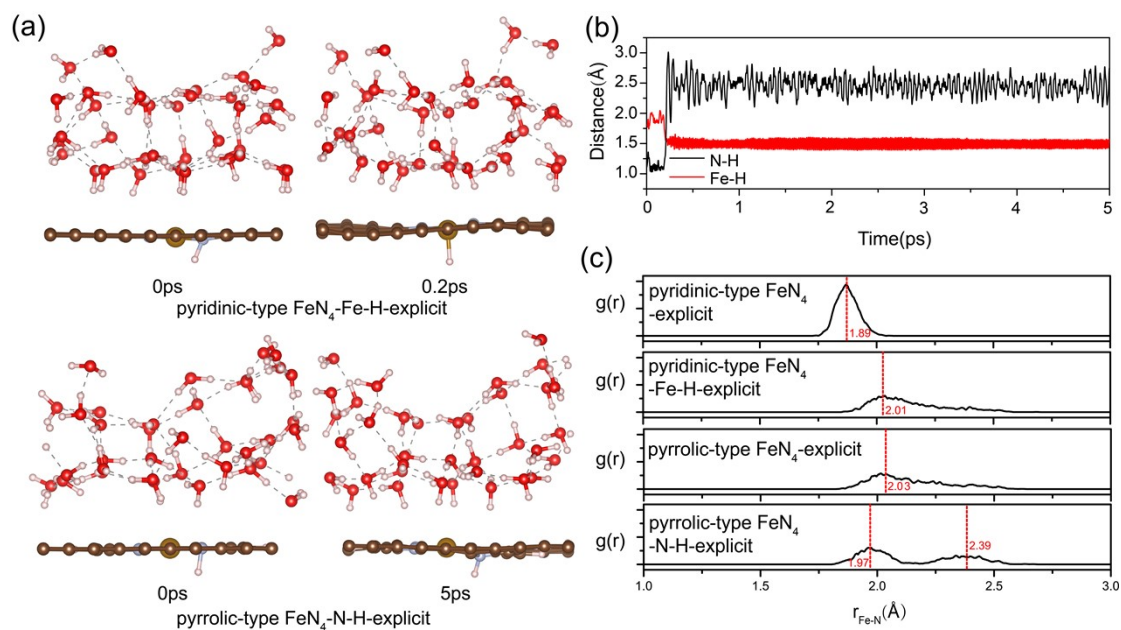 (a)
0ps
0.2ps
pyridinic-type FeN₄-Fe-H-explicit
0ps
5ps
pyrrolic-type FeN₄-N-H-explicit
(b)
Distance(Å)
3.0
2.5
2.0
1.5
1.0
N-H
Fe-H
0 1 2 3 4 5
Time(ps)
(c)
g(r)
pyridinic-type FeN₄
-explicit
1.89
g(r)
pyridinic-type FeN₄
-Fe-H-explicit
2.01
g(r)
pyrrolic-type FeN₄-explicit
2.03
g(r)
pyrrolic-type FeN₄
-N-H-explicit
1.97
2.39
1.0 1.5 2.0 2.5 3.0
r_Fe-N(Å)